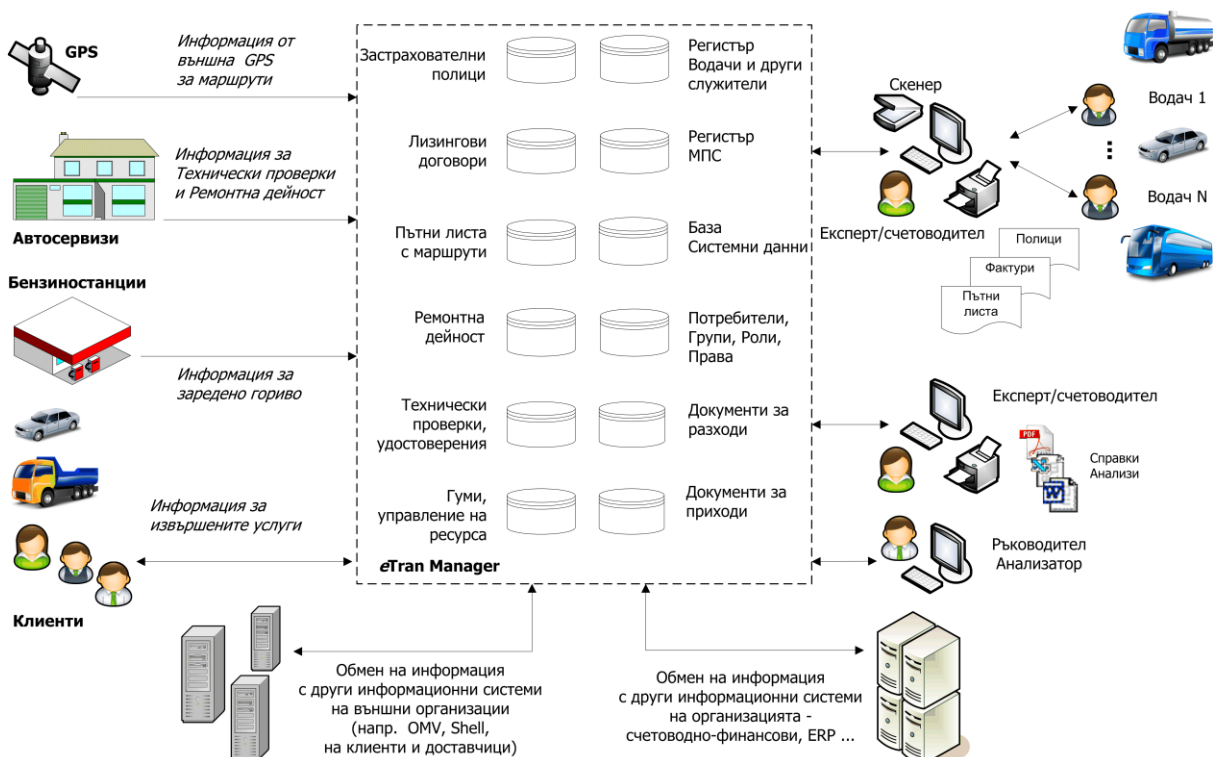 GPS
Информация от
външна GPS
за маршрути
Информация за
Технически проверки
и Ремонтна дейност
Автосервизи
Бензиностанции
Информация за
заредено гориво
Информация за
извършените услуги
Клиенти
Застрахователни
полици
Регистър
Водачи и други
служители
Лизингови
договори
Регистър
МПС
Пътни листа
с маршрути
База
Системни данни
Ремонтна
дейност
Потребители,
Групи, Роли,
Права
Технически
проверки,
удостоверения
Документи за
разходи
Гуми,
управление на
ресурса
Документи за
приходи
eTran Manager
Скенер
Водач 1
Водач N
Експерт/счетоводител
Полици
Фактури
Пътни
листа
Експерт/счетоводител
PDF
X
W
Справки
Анализи
Ръководител
Анализатор
Обмен на информация
с други информационни системи
на външни организации
(напр. OMV, Shell,
на клиенти и доставчици)
Обмен на информация
с други информационни системи
на организацията -
счетоводно-финансови, ERP ...